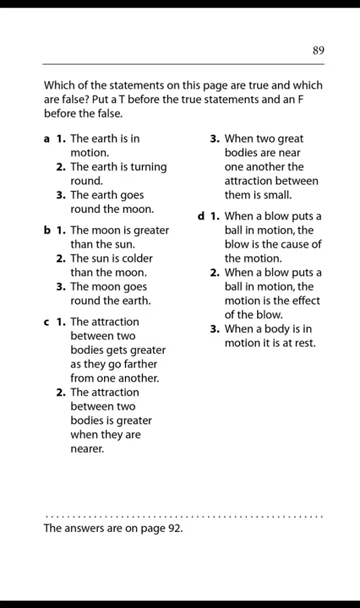 89
Which of the statements on this page are true and which
are false? Put a T before the true statements and an F
before the false.
a 1. The earth is in
motion.
2. The earth is turning
round.
3. The earth goes
round the moon.
b 1. The moon is greater
than the sun.
2. The sun is colder
than the moon.
3. The moon goes
round the earth.
c 1. The attraction
between two
bodies gets greater
as they go farther
from one another.
2. The attraction
between two
bodies is greater
when they are
nearer.
3. When two great
bodies are near
one another the
attraction between
them is small.
d 1. When a blow puts a
ball in motion, the
blow is the cause of
the motion.
2. When a blow puts a
ball in motion, the
motion is the effect
of the blow.
3. When a body is in
motion it is at rest.
The answers are on page 92.